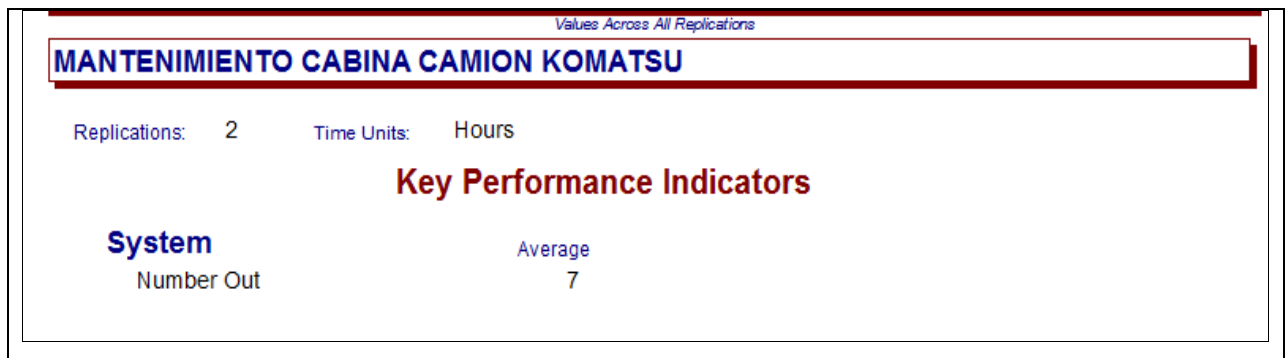 Values Across All Replications
MANTENIMIENTO CABINA CAMION KOMATSU
Replications: 2 Time Units: Hours
Key Performance Indicators
System Average
Number Out 7